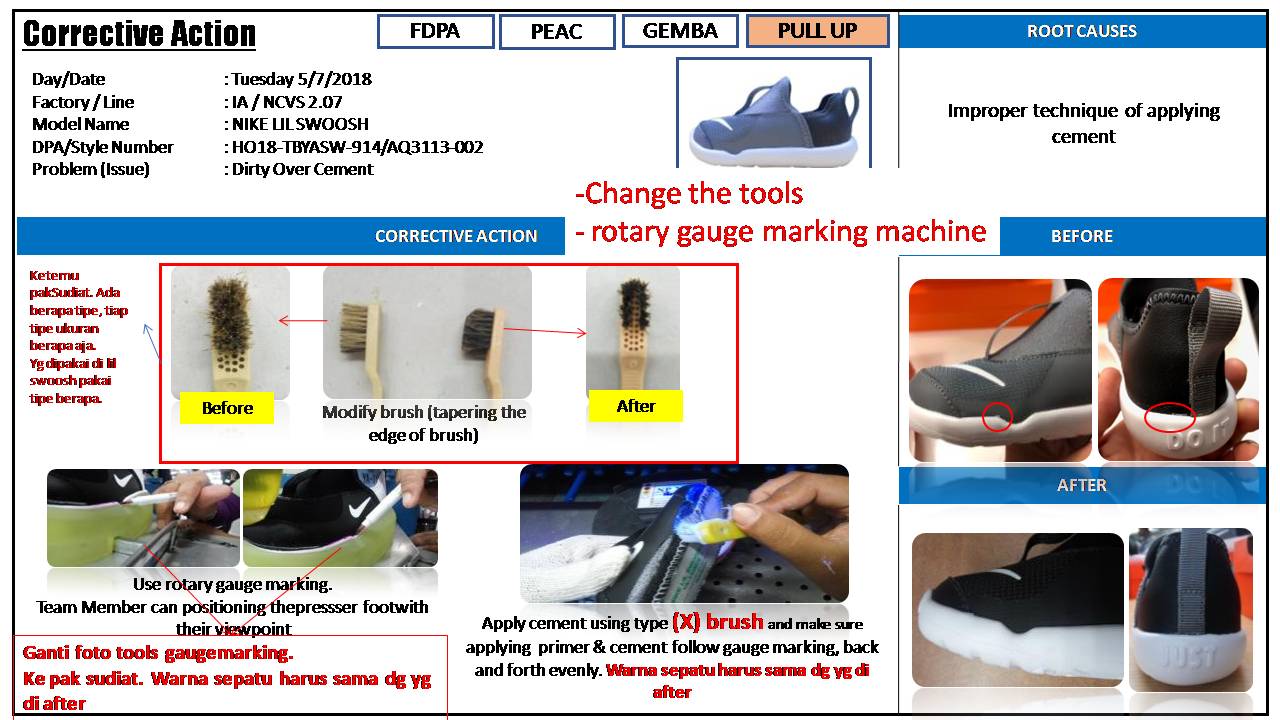 Corrective Action
FDPA
PEAC
GEMBA
PULL UP
ROOT CAUSES
Day/Date : Tuesday 5/7/2018
Factory / Line : IA / NCVS 2.07
Model Name : NIKE LIL SWOOSH
DPA/Style Number : HO18-TBYASW-914/AQ3113-002
Problem (Issue) : Dirty Over Cement
Improper technique of applying
cement
-Change the tools
- rotary gauge marking machine
CORRECTIVE ACTION
BEFORE
Ketemu
pakSudiat. Ada
berapa tipe, tiap
tipe ukuran
berapa aja.
Yg dipakai di lil
swoosh pakai
tipe berapa.
Before
Modify brush (tapering the
edge of brush)
After
DO IT
AFTER
Use rotary gauge marking.
Team Member can positioning thepressser footwith
their viewpoint
Ganti foto tools gaugemarking.
Ke pak sudiat. Warna sepatu harus sama dg yg
di after
Apply cement using type (X) brush and make sure
applying primer & cement follow gauge marking, back
and forth evenly. Warna sepatu harus sama dg yg di
after
JUST